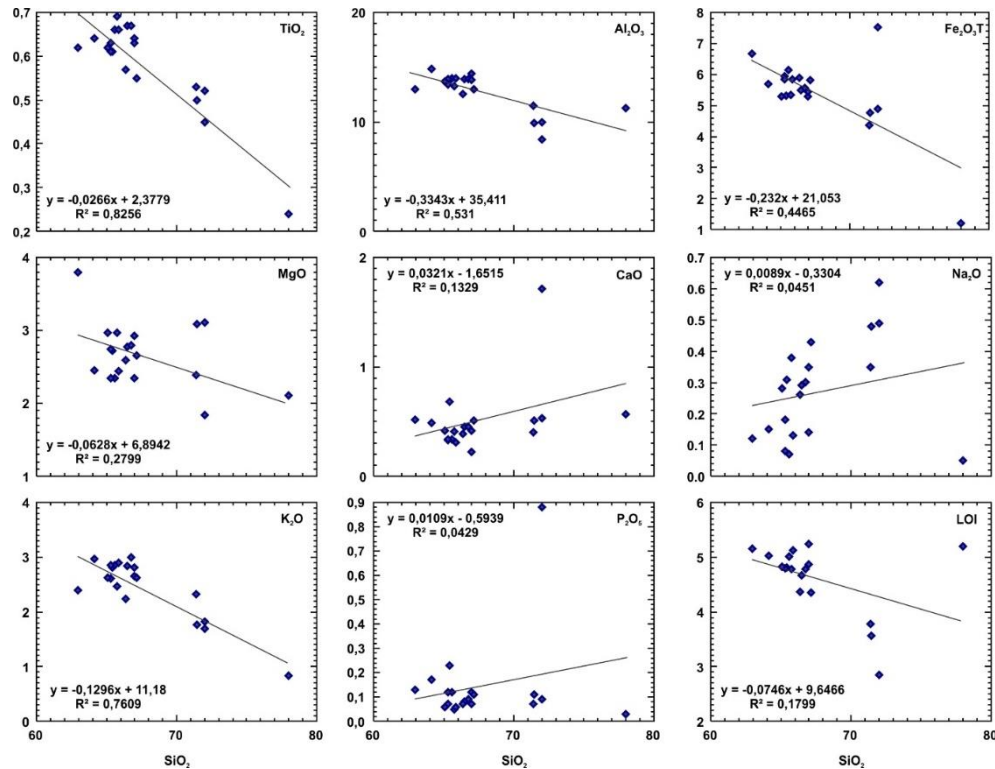 0,7
0,6
0,5
0,4
0,3
0,2
TiO₂
y = -0,0266x + 2,3779
R² = 0,8256
20
10
0
Al₂O₃
y = -0,3343x + 35,411
R² = 0,531
8
7
6
5
4
3
2
1
Fe₂O₃T
y = -0,232x + 21,053
R² = 0,4465
4
3
2
1
MgO
y = -0,0628x + 6,8942
R² = 0,2799
2
1
0
y = 0,0321x - 1,6515
R² = 0,1329
CaO
0.7
0.6
0.5
0.4
0.3
0.2
0.1
0.0
y = 0,0089x - 0,3304
R² = 0,0451
Na₂O
4
3
2
1
0
K₂O
y = -0,1296x + 11,18
R² = 0,7609
60
70
80
SiO₂
0,9
0,8
0,7
0,6
0,5
0,4
0,3
0,2
0,1
0,0
y = 0,0109x - 0,5939
R² = 0,0429
P₂O₅
60
70
80
SiO₂
6
5
4
3
2
LOI
y = -0,0746x + 9,6466
R² = 0,1799
60
70
80
SiO₂